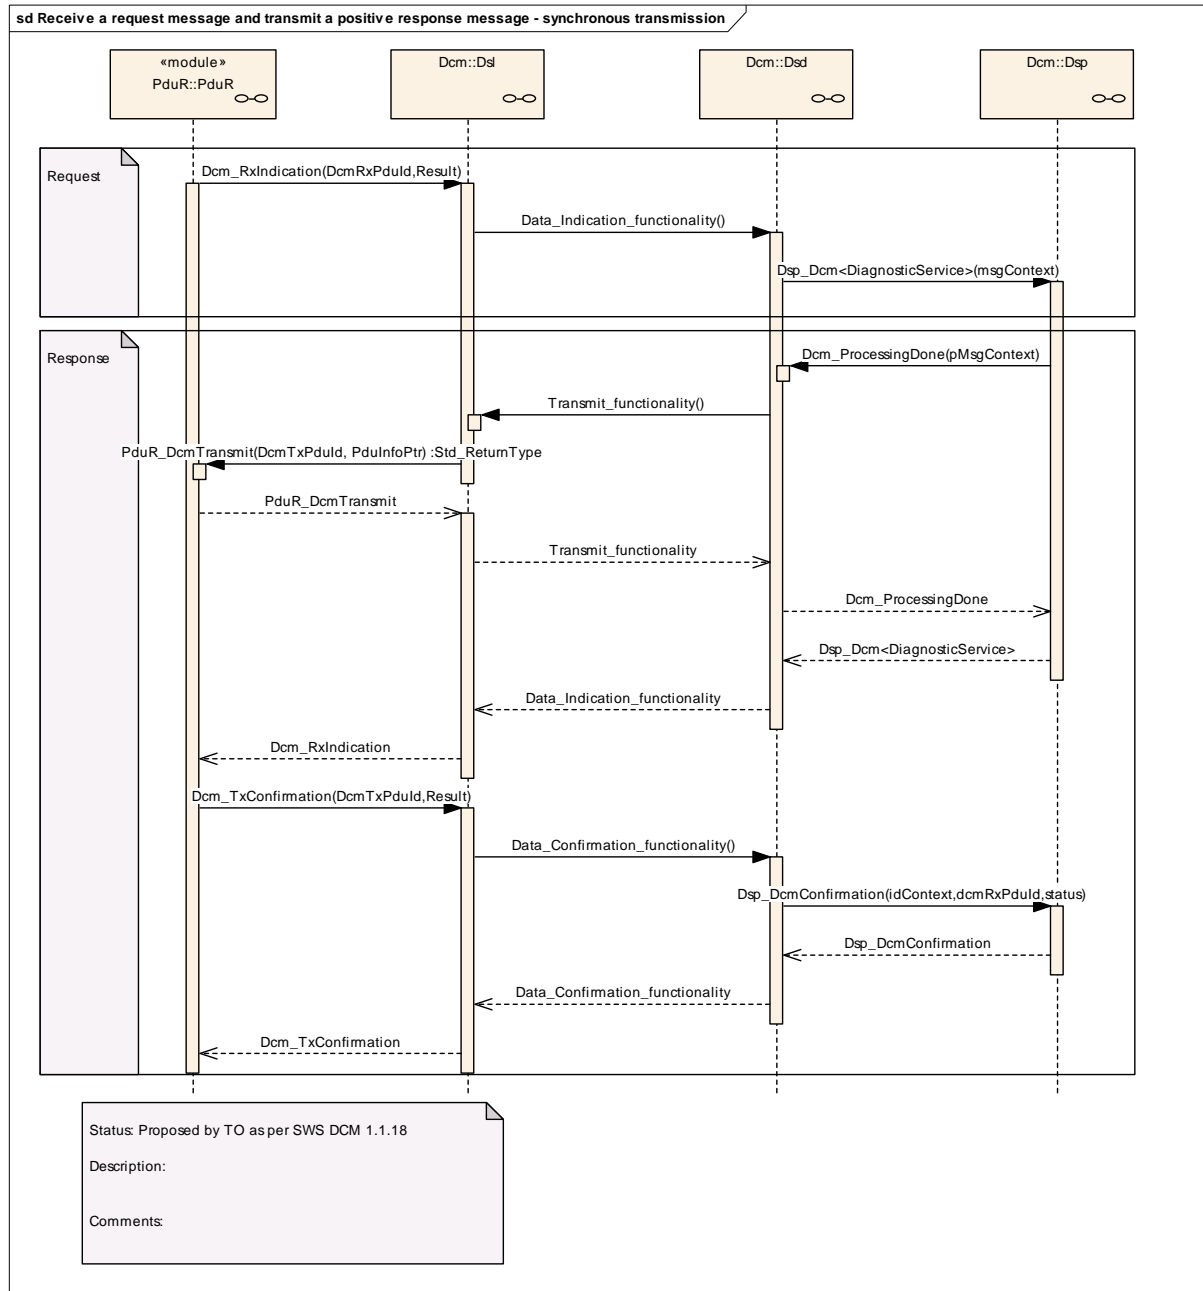 sd Receive a request message and transmit a positive response message - synchronous transmission
«module»
PduR::PduR
Dcm::Dsl
Dcm::Dsd
Dcm::Dsp
Request
Dcm_RxIndication(DcmRxPduId,Result)
Data_Indication_functionality()
Dsp_Dcm<DiagnosticService>(msgContext)
Response
Dcm_ProcessingDone(pMsgContext)
Transmit_functionality()
PduR_DcmTransmit(DcmTxPduId, PduInfoPtr) :Std_ReturnType
PduR_DcmTransmit
Transmit_functionality
Dcm_ProcessingDone
Dsp_Dcm<DiagnosticService>
Data_Indication_functionality
Dcm_RxIndication
Dcm_TxConfirmation(DcmTxPduId,Result)
Data_Confirmation_functionality()
Dsp_DcmConfirmation(idContext,dcmRxPduId,status)
Dsp_DcmConfirmation
Data_Confirmation_functionality
Dcm_TxConfirmation
Status: Proposed by TO as per SWS DCM 1.1.18
Description:
Comments: